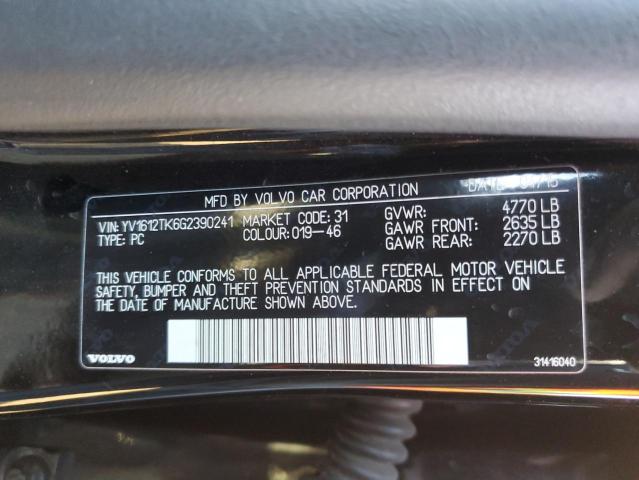 MFD BY VOLVO CAR CORPORATION
VIN: YV1612TK6G2390241 MARKET CODE: 31 GVWR: 4770 LB
TYPE: PC COLOUR: 019-46 GAWR FRONT: 2635 LB
GAWR REAR: 2270 LB
THIS VEHICLE CONFORMS TO ALL APPLICABLE FEDERAL MOTOR VEHICLE
SAFETY, BUMPER AND THEFT PREVENTION STANDARDS IN EFFECT ON
THE DATE OF MANUFACTURE SHOWN ABOVE.
VOLVO 31416040